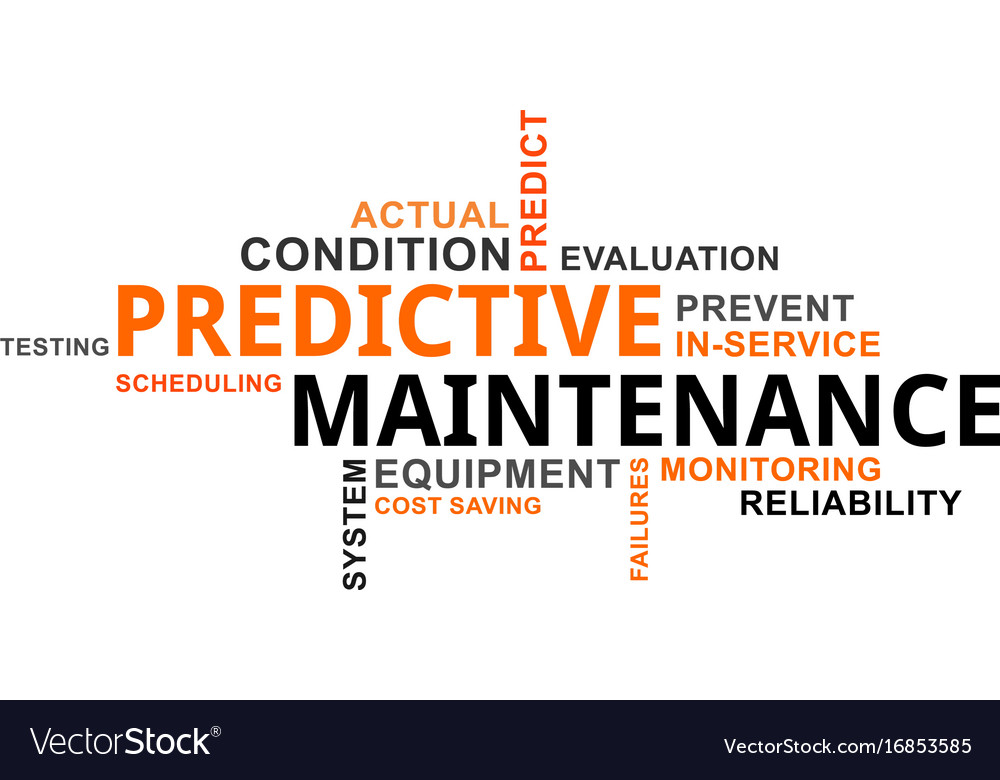 PREDICT
ACTUAL
CONDITION
EVALUATION
PREDICTIVE
PREVENT
TESTING
IN-SERVICE
SCHEDULING
MAINTENANCE
SYSTEM
EQUIPMENT
FAILURES
MONITORING
COST SAVING
RELIABILITY
VectorStock®
VectorStock.com/16853585